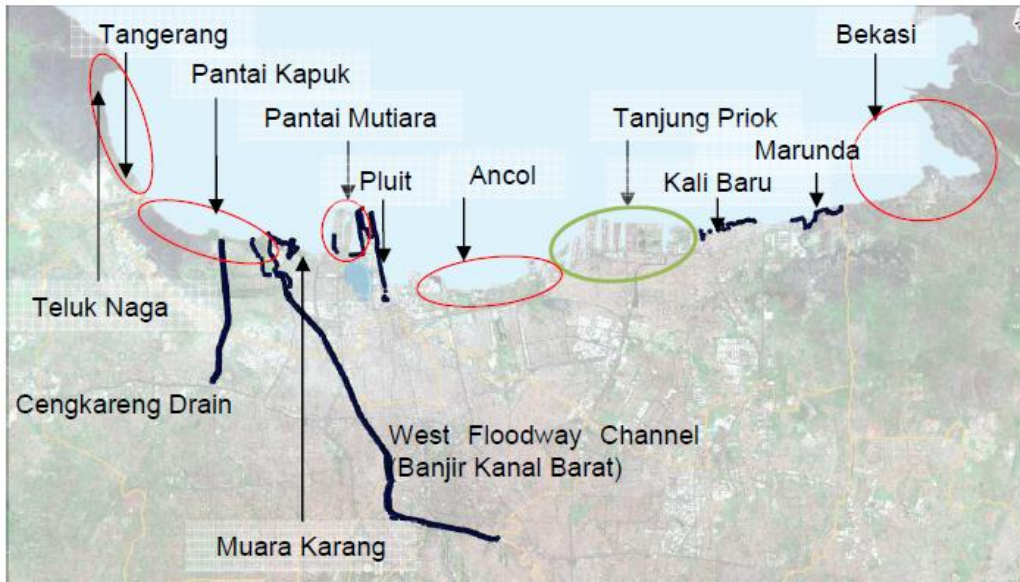 Tangerang
Bekasi
Pantai Kapuk
Pantai Mutiara
Tanjung Priok
Marunda
Pluit
Ancol
Kali Baru
Teluk Naga
Cengkareng Drain
West Floodway Channel
(Banjir Kanal Barat)
Muara Karang